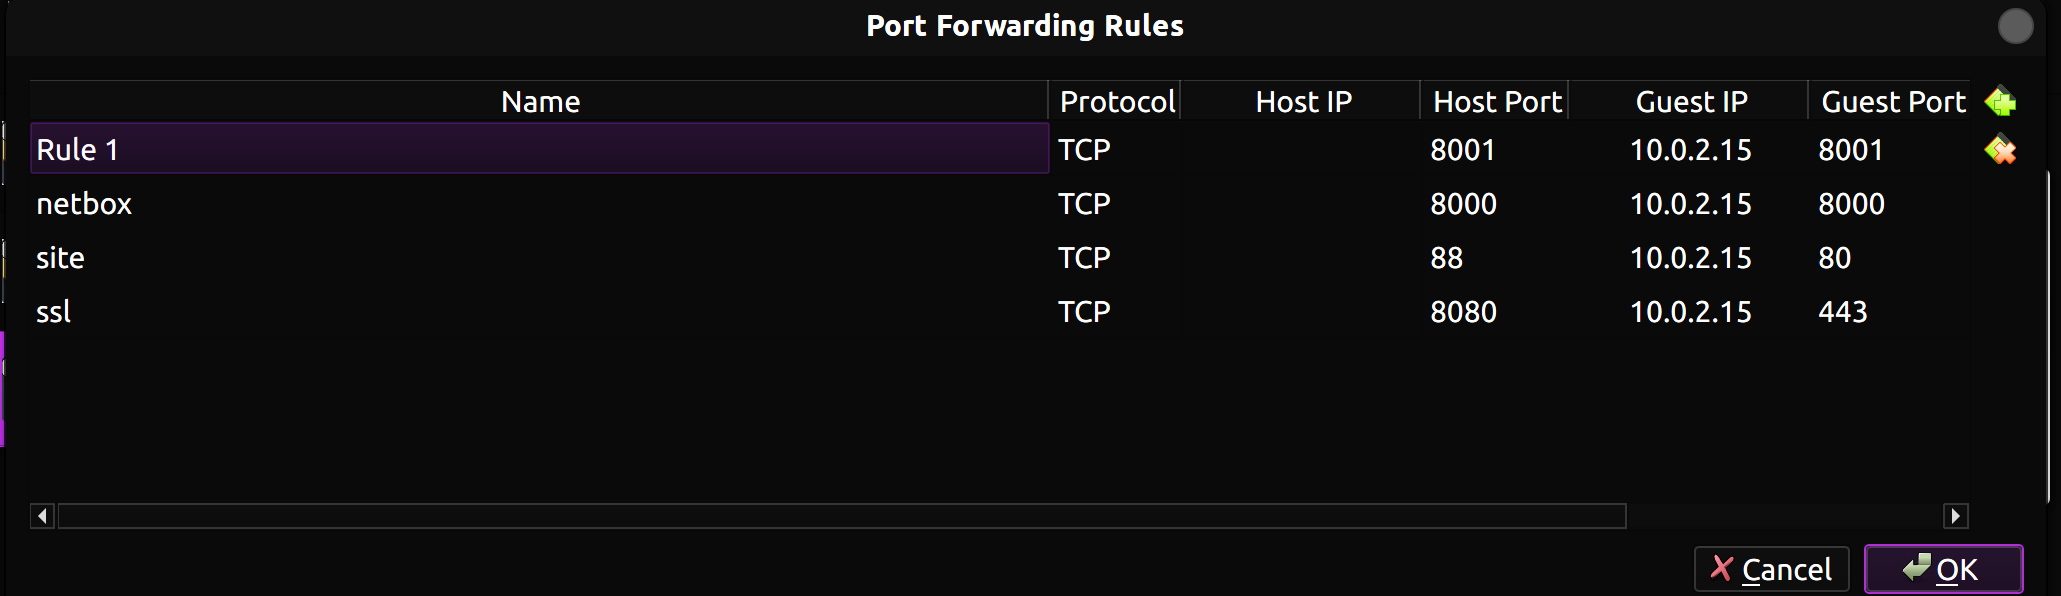 Port Forwarding Rules
Name Protocol Host IP Host Port Guest IP Guest Port
Rule 1 TCP 8001 10.0.2.15 8001
netbox TCP 8000 10.0.2.15 8000
site TCP 88 10.0.2.15 80
ssl TCP 8080 10.0.2.15 443
Cancel OK